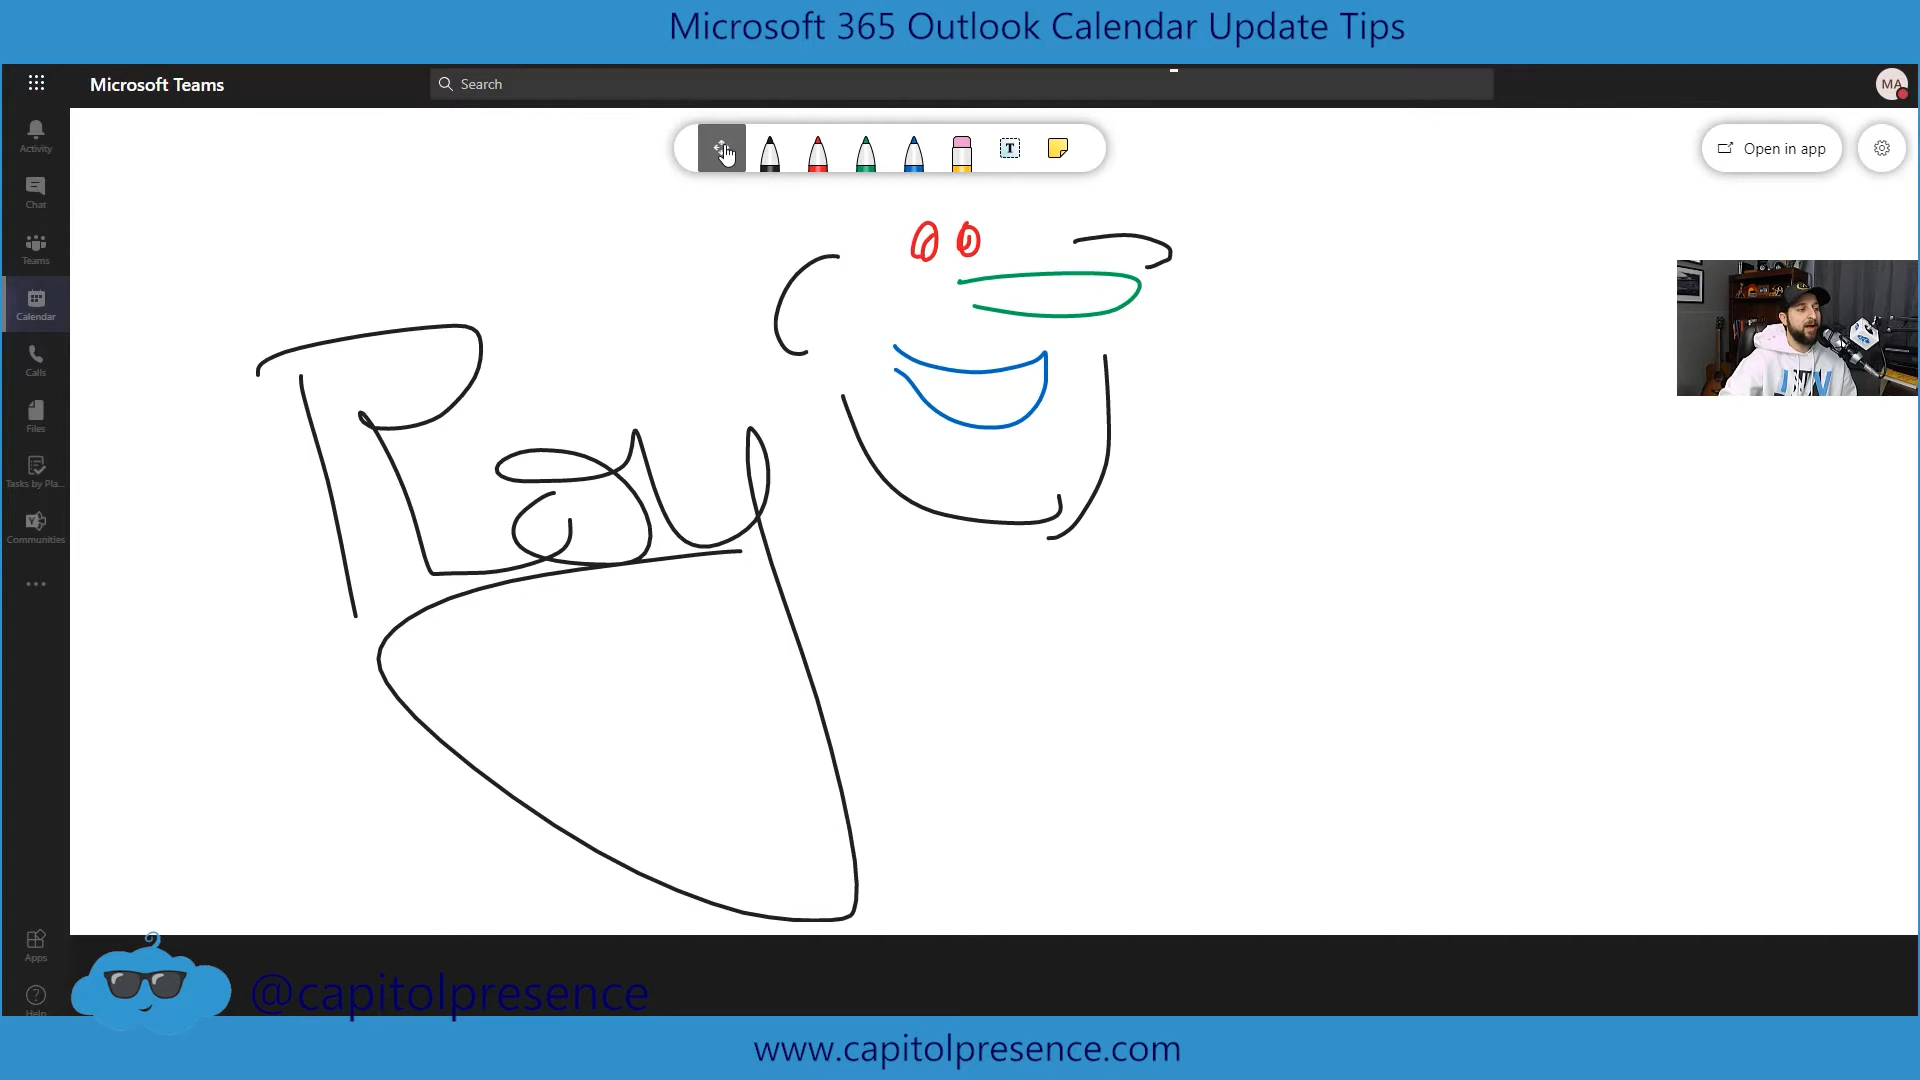 Microsoft 365 Outlook Calendar Update Tips
Microsoft Teams
Search
MA
Activity
Chat
Teams
Calendar
Calls
Files
Tasks by Pla...
Communities
Apps
Help
T
Open in app
Ray
@capitolpresence
www.capitolpresence.com